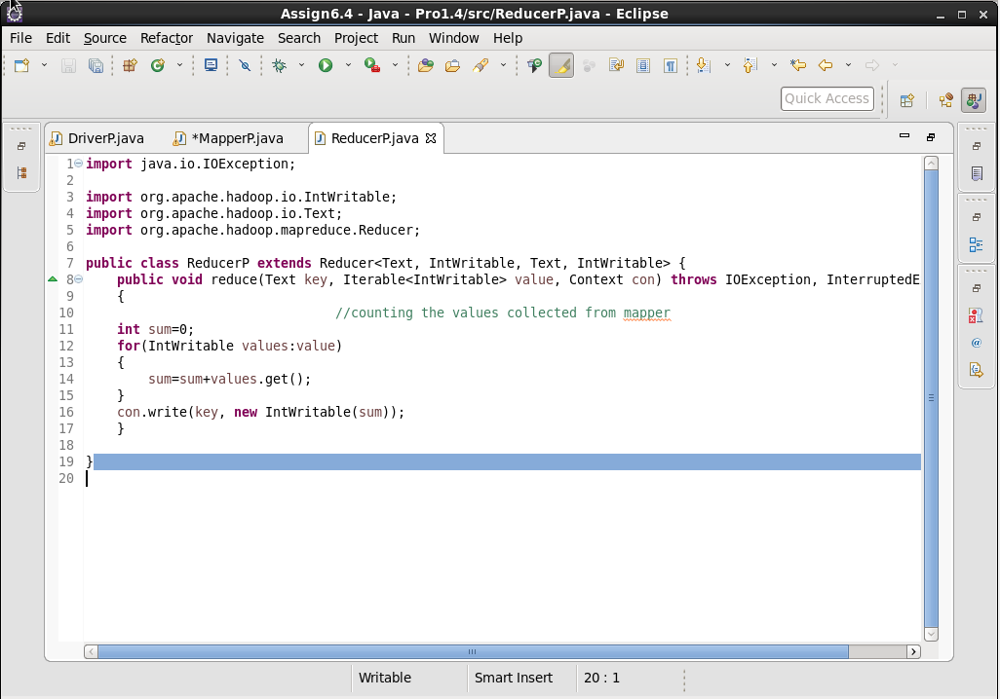 Assign6.4 - Java - Pro1.4/src/ReducerP.java - Eclipse
File Edit Source Refactor Navigate Search Project Run Window Help
Quick Access
DriverP.java *MapperP.java ReducerP.java
1 import java.io.IOException;
2
3 import org.apache.hadoop.io.IntWritable;
4 import org.apache.hadoop.io.Text;
5 import org.apache.hadoop.mapreduce.Reducer;
6
7 public class ReducerP extends Reducer<Text, IntWritable, Text, IntWritable> {
8 public void reduce(Text key, Iterable<IntWritable> value, Context con) throws IOException, InterruptedE
9 {
10 //counting the values collected from mapper
11 int sum=0;
12 for(IntWritable values:value)
13 {
14 sum=sum+values.get();
15 }
16 con.write(key, new IntWritable(sum));
17 }
18
19 }
20
Writable Smart Insert 20 : 1